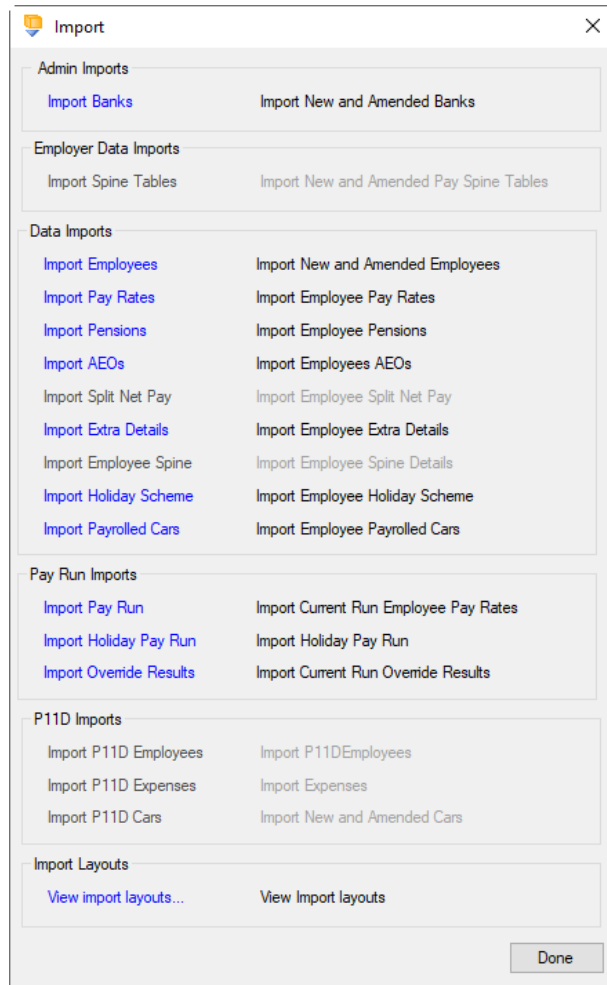 Import
Admin Imports
Import Banks Import New and Amended Banks
Employer Data Imports
Import Spine Tables Import New and Amended Pay Spine Tables
Data Imports
Import Employees Import New and Amended Employees
Import Pay Rates Import Employee Pay Rates
Import Pensions Import Employee Pensions
Import AEOs Import Employees AEOs
Import Split Net Pay Import Employee Split Net Pay
Import Extra Details Import Employee Extra Details
Import Employee Spine Import Employee Spine Details
Import Holiday Scheme Import Employee Holiday Scheme
Import Payrolled Cars Import Employee Payrolled Cars
Pay Run Imports
Import Pay Run Import Current Run Employee Pay Rates
Import Holiday Pay Run Import Holiday Pay Run
Import Override Results Import Current Run Override Results
P11D Imports
Import P11D Employees Import P11DEmployees
Import P11D Expenses Import Expenses
Import P11D Cars Import New and Amended Cars
Import Layouts
View import layouts... View Import layouts
Done